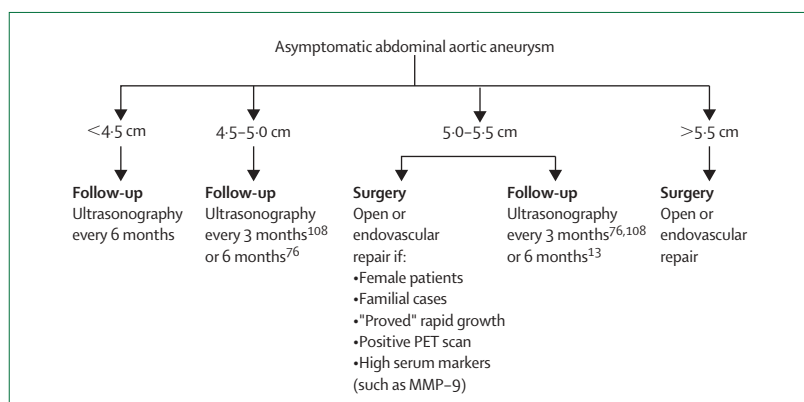 Asymptomatic abdominal aortic aneurysm
<4·5 cm
4·5–5·0 cm
5·0–5·5 cm
>5·5 cm
Follow-up
Ultrasonography
every 6 months
Follow-up
Ultrasonography
every 3 months¹⁰⁸
or 6 months⁷⁶
Surgery
Open or
endovascular
repair if:
•Female patients
•Familial cases
•"Proved" rapid growth
•Positive PET scan
•High serum markers
(such as MMP–9)
Follow-up
Ultrasonography
every 3 months⁷⁶,¹⁰⁸
or 6 months¹³
Surgery
Open or
endovascular
repair